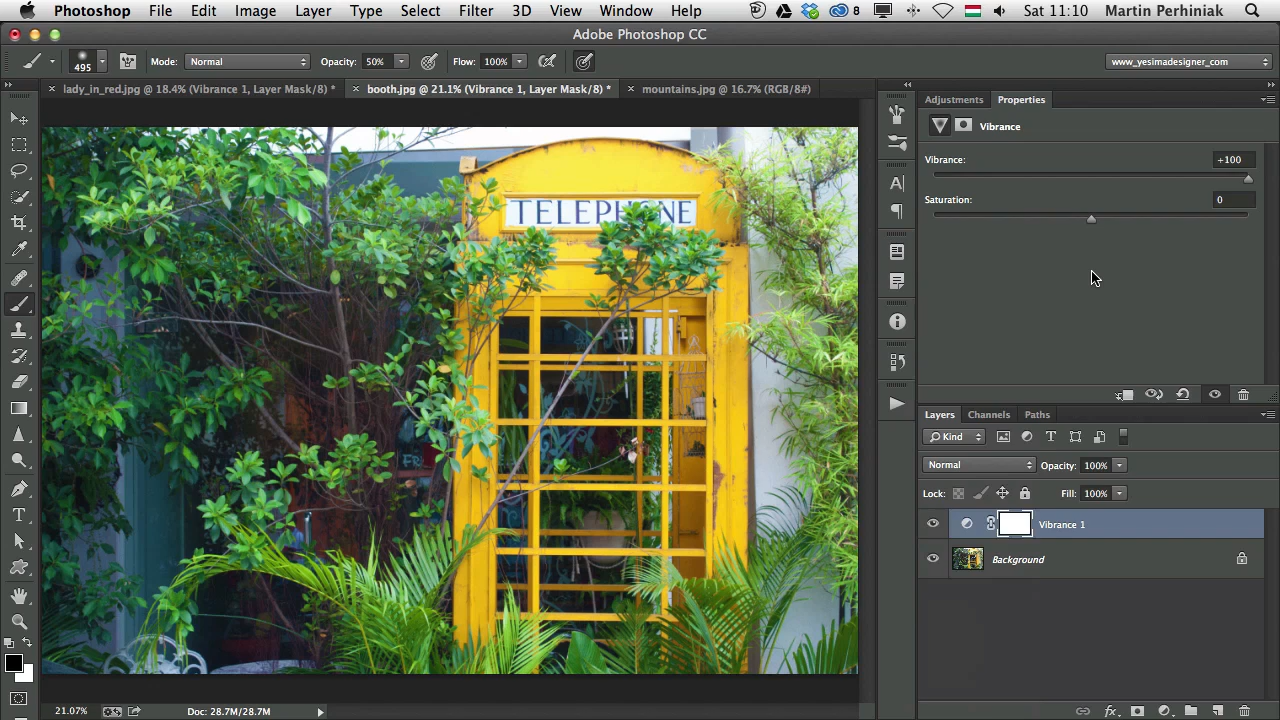 Photoshop File Edit Image Layer Type Select Filter 3D View Window Help 8 Sat 11:10 Martin Perhiniak
Adobe Photoshop CC
495 Mode: Normal Opacity: 50% Flow: 100% www_yesimadesigner_com
lady_in_red.jpg @ 18.4% (Vibrance 1, Layer Mask/8) * booth.jpg @ 21.1% (Vibrance 1, Layer Mask/8) * mountains.jpg @ 16.7% (RGB/8#)
Adjustments Properties
Vibrance
Vibrance: +100
Saturation: 0
TELEPHONE
Layers Channels Paths
Kind
Normal Opacity: 100%
Lock: Fill: 100%
Vibrance 1
Background
21.07% Doc: 28.7M/28.7M